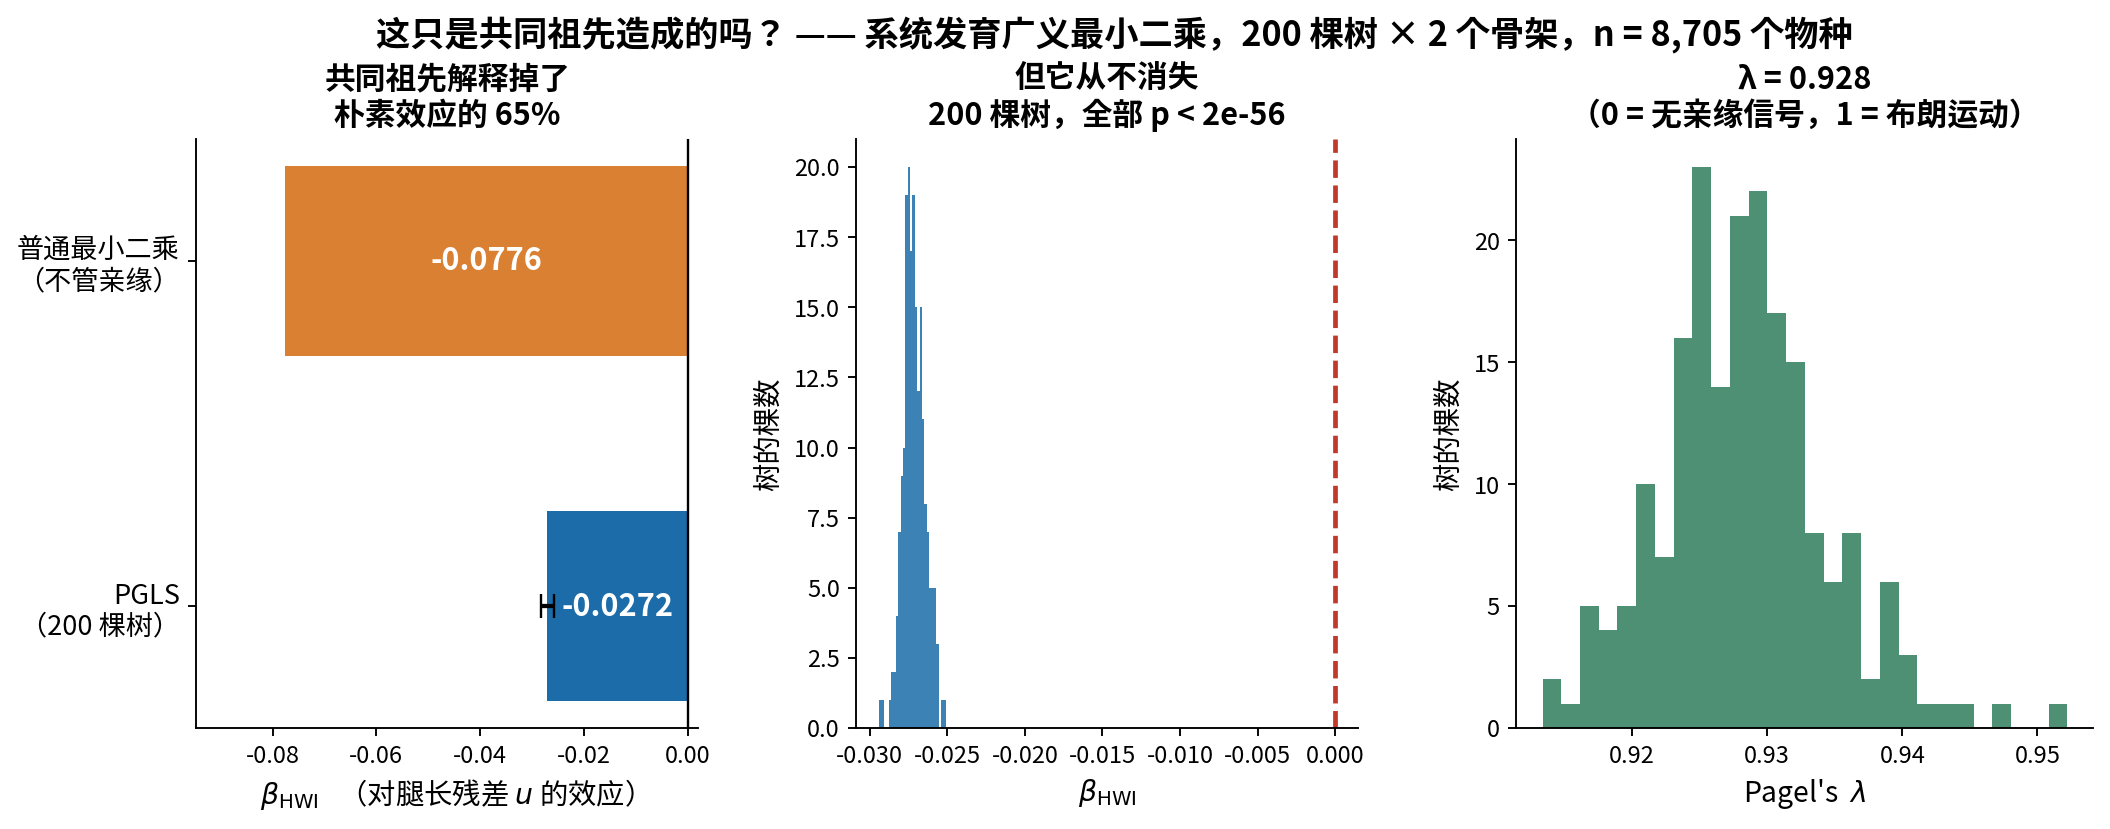 这只是共同祖先造成的吗？ —— 系统发育广义最小二乘，200 棵树 × 2 个骨架，n = 8,705 个物种
共同祖先解释掉了
朴素效应的 65%
普通最小二乘
（不管亲缘）
-0.0776
PGLS
（200 棵树）
-0.0272
-0.08 -0.06 -0.04 -0.02 0.00
βHWI （对腿长残差 u 的效应）
但它从不消失
200 棵树，全部 p < 2e-56
树的棵数
20.0
17.5
15.0
12.5
10.0
7.5
5.0
2.5
0.0
-0.030 -0.025 -0.020 -0.015 -0.010 -0.005 0.000
βHWI
λ = 0.928
（0 = 无亲缘信号，1 = 布朗运动）
树的棵数
20
15
10
5
0
0.92 0.93 0.94 0.95
Pagel's λ